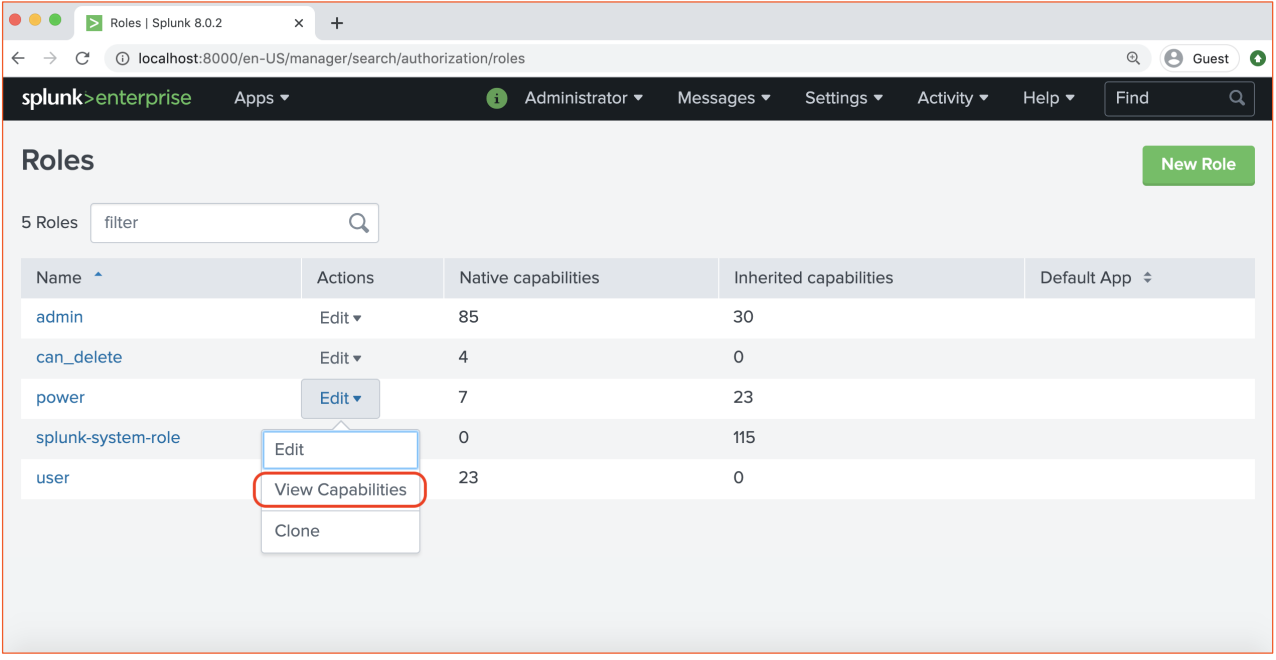 Roles | Splunk 8.0.2
localhost:8000/en-US/manager/search/authorization/roles
Guest
splunk>enterprise Apps Administrator Messages Settings Activity Help Find
Roles
New Role
5 Roles filter
Name Actions Native capabilities Inherited capabilities Default App
admin Edit 85 30
can_delete Edit 4 0
power Edit 7 23
splunk-system-role 0 115
Edit
user 23 0
View Capabilities
Clone